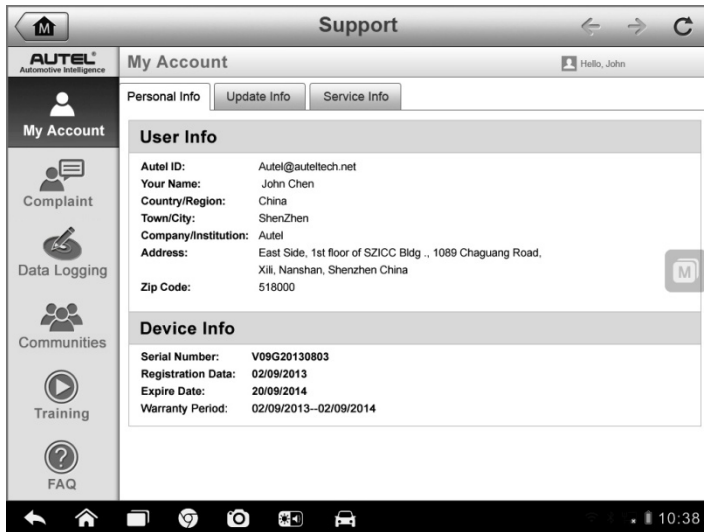 M
Support
AUTEL®
Automotive Intelligence
My Account
Hello, John
My Account
Complaint
Data Logging
Communities
Training
FAQ
Personal Info
Update Info
Service Info
User Info
Autel ID: Autel@auteltech.net
Your Name: John Chen
Country/Region: China
Town/City: ShenZhen
Company/Institution: Autel
Address: East Side, 1st floor of SZICC Bldg ., 1089 Chaguang Road,
Xili, Nanshan, Shenzhen China
Zip Code: 518000
M
Device Info
Serial Number: V09G20130803
Registration Data: 02/09/2013
Expire Date: 20/09/2014
Warranty Period: 02/09/2013--02/09/2014
10:38